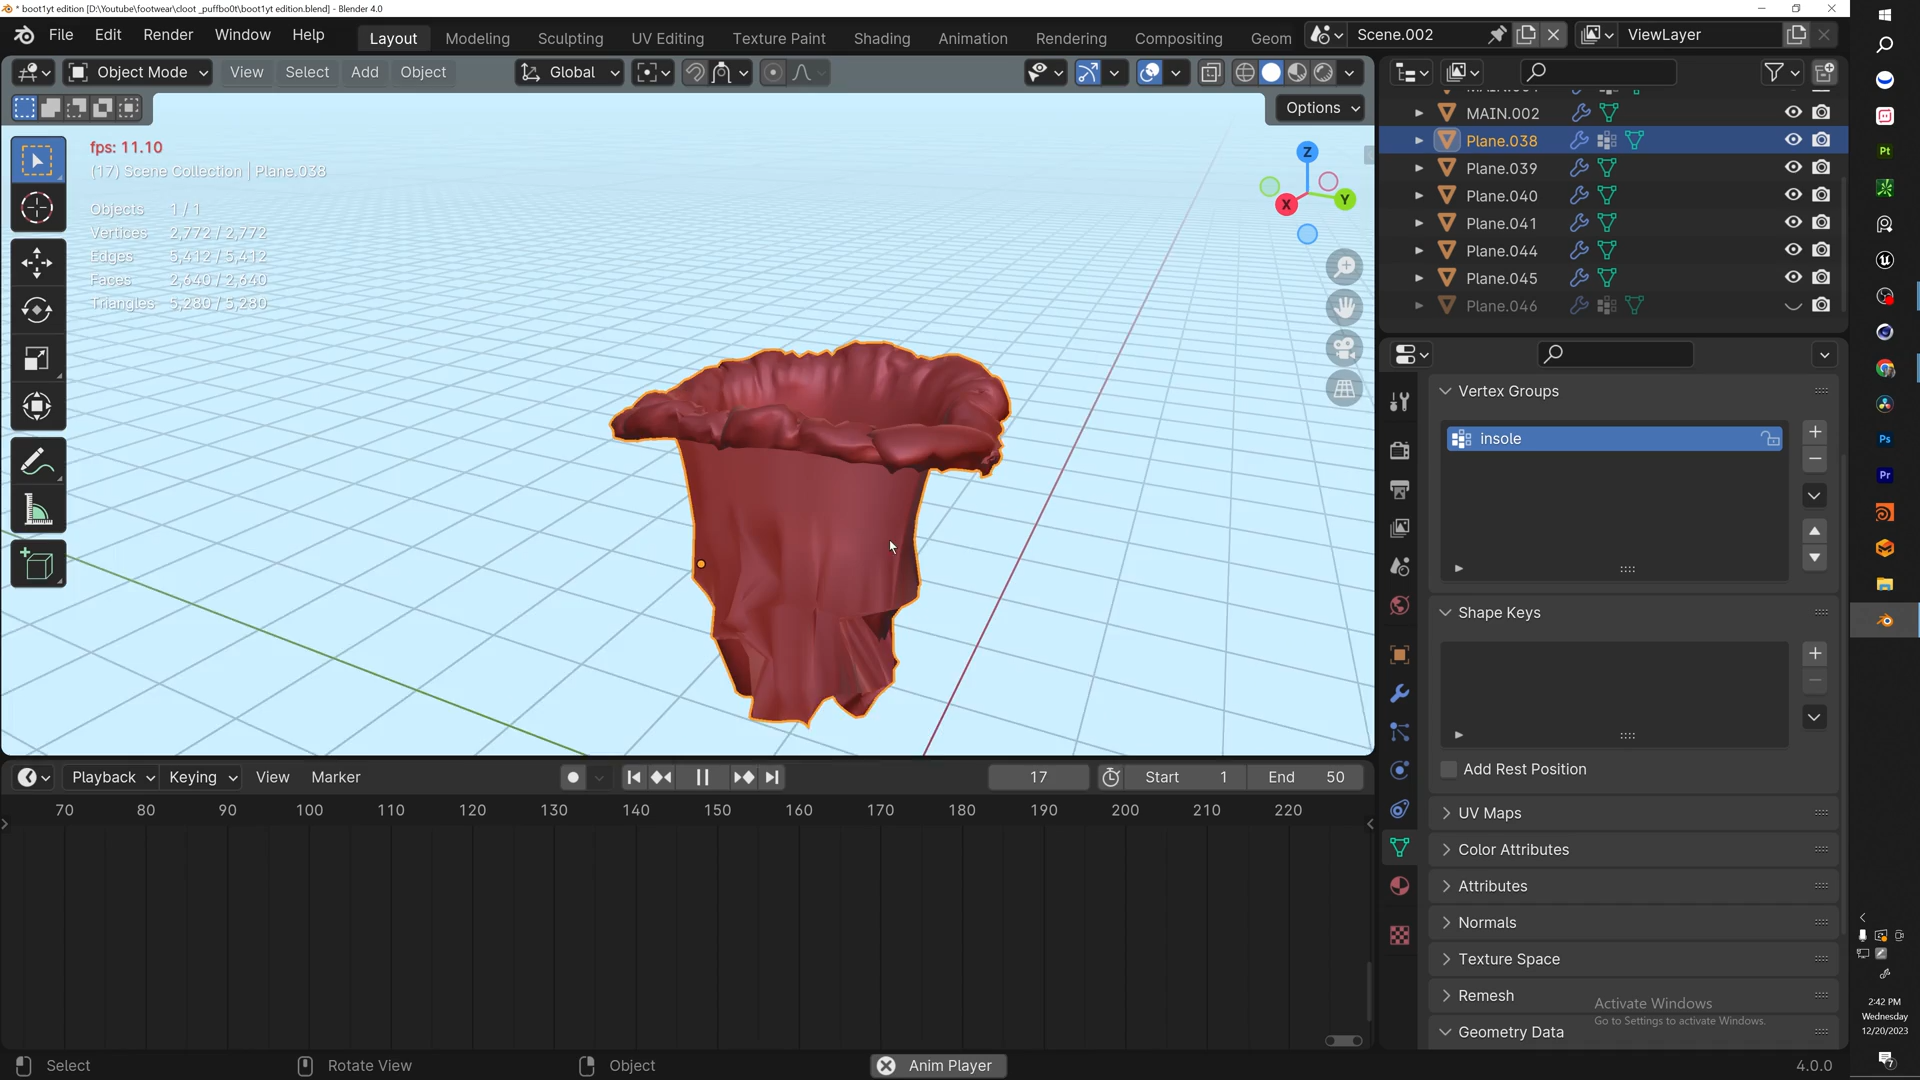 * boot1yt edition [D:\Youtube\footwear\cloot _puffbo0t\boot1yt edition.blend] - Blender 4.0
File Edit Render Window Help
Layout Modeling Sculpting UV Editing Texture Paint Shading Animation Rendering Compositing Geom
Scene.002
ViewLayer
Object Mode View Select Add Object
Global
Options
fps: 11.10
(17) Scene Collection | Plane.038
Objects 1 / 1
Vertices 2,772 / 2,772
Edges 5,412 / 5,412
Faces 2,640 / 2,640
Triangles 5,280 / 5,280
Z
X
Y
MAIN.002
Plane.038
Plane.039
Plane.040
Plane.041
Plane.044
Plane.045
Plane.046
Vertex Groups
insole
Shape Keys
Add Rest Position
UV Maps
Color Attributes
Attributes
Normals
Texture Space
Remesh
Geometry Data
Activate Windows
Go to Settings to activate Windows.
Playback Keying View Marker
17
Start 1
End 50
70 80 90 100 110 120 130 140 150 160 170 180 190 200 210 220
Select Rotate View Object Anim Player 4.0.0
Pt
Ps
Pr
2:42 PM
Wednesday
12/20/2023